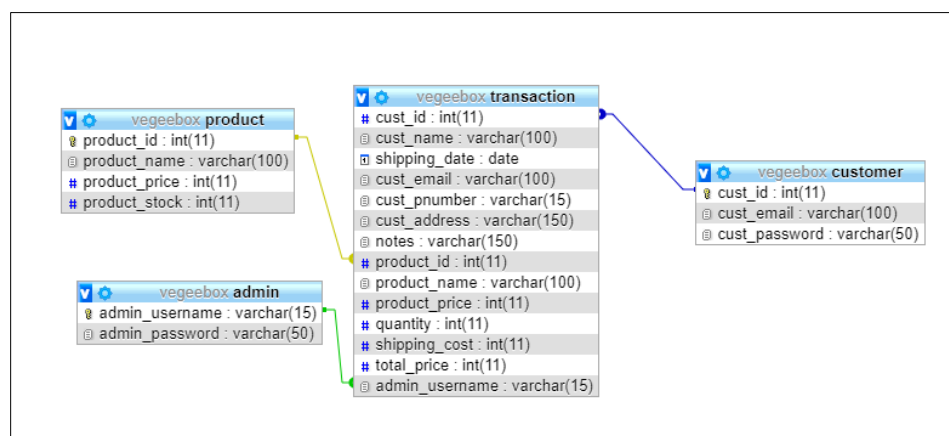 vegeebox product
product_id : int(11)
product_name : varchar(100)
product_price : int(11)
product_stock : int(11)
vegeebox admin
admin_username : varchar(15)
admin_password : varchar(50)
vegeebox transaction
cust_id : int(11)
cust_name : varchar(100)
shipping_date : date
cust_email : varchar(100)
cust_pnumber : varchar(15)
cust_address : varchar(150)
notes : varchar(150)
product_id : int(11)
product_name : varchar(100)
product_price : int(11)
quantity : int(11)
shipping_cost : int(11)
total_price : int(11)
admin_username : varchar(15)
vegeebox customer
cust_id : int(11)
cust_email : varchar(100)
cust_password : varchar(50)